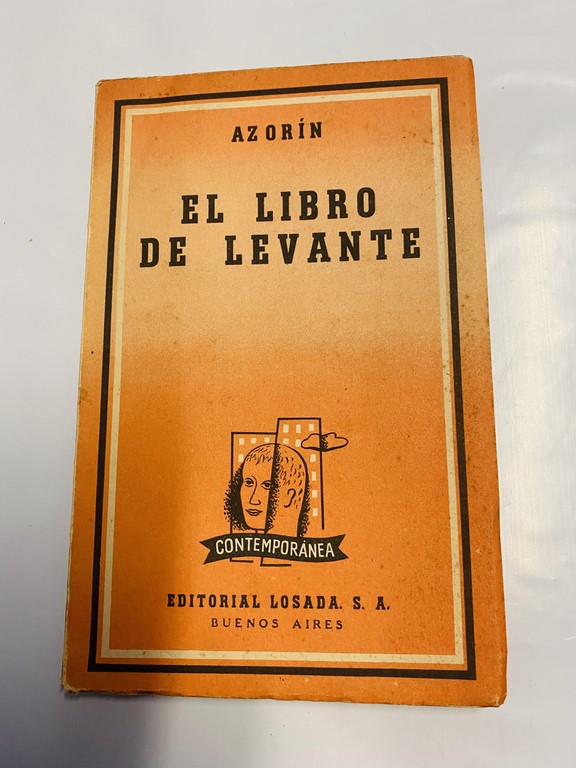 AZORÍN
EL LIBRO
DE LEVANTE
CONTEMPORÁNEA
EDITORIAL LOSADA. S. A.
BUENOS AIRES